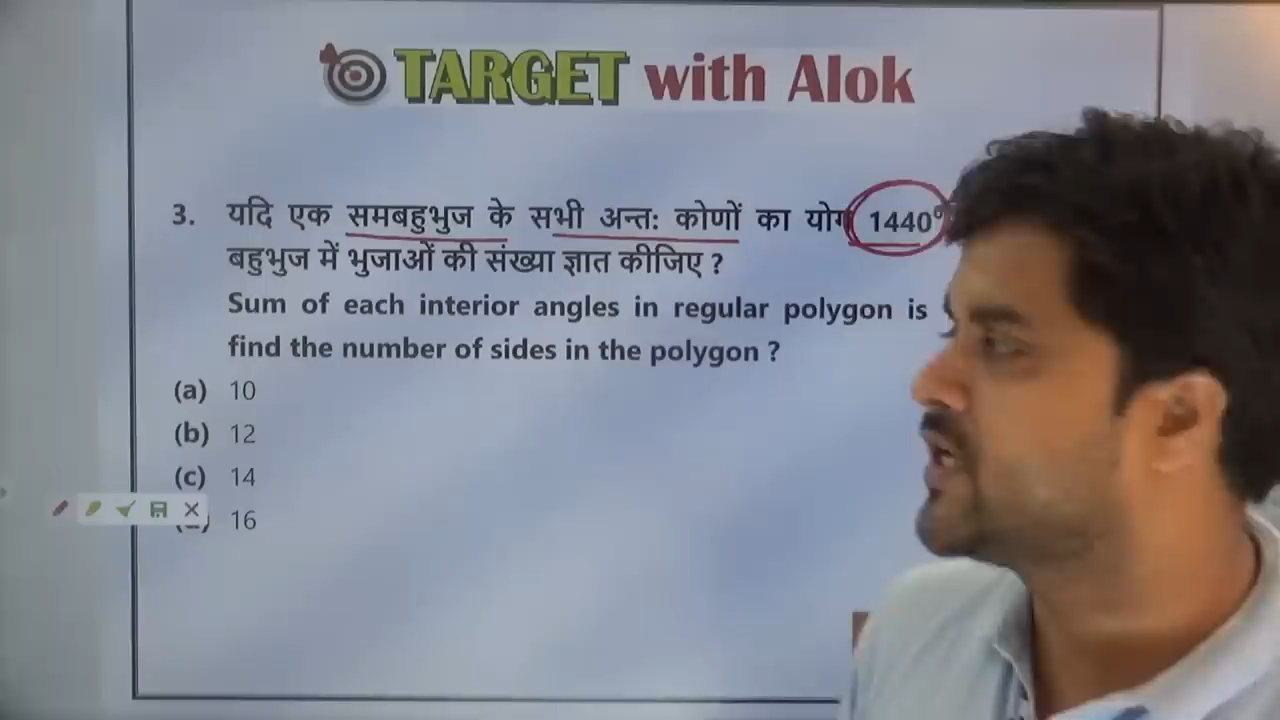 TARGET with Alok
3. यदि एक समबहुभुज के सभी अन्तः कोणों का योग 1440°
बहुभुज में भुजाओं की संख्या ज्ञात कीजिए ?
Sum of each interior angles in regular polygon is
find the number of sides in the polygon ?
(a) 10
(b) 12
(c) 14
16